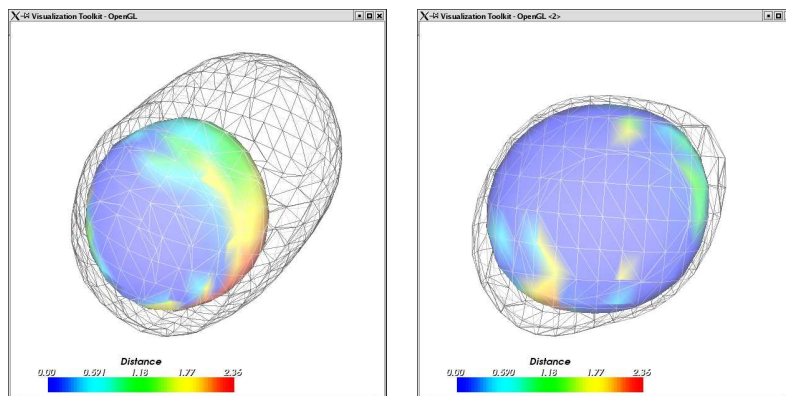 Visualization Toolkit - OpenGL
Visualization Toolkit - OpenGL <2>
Distance
0.00 0.591 1.18 1.77 2.36
Distance
0.00 0.590 1.18 1.77 2.36